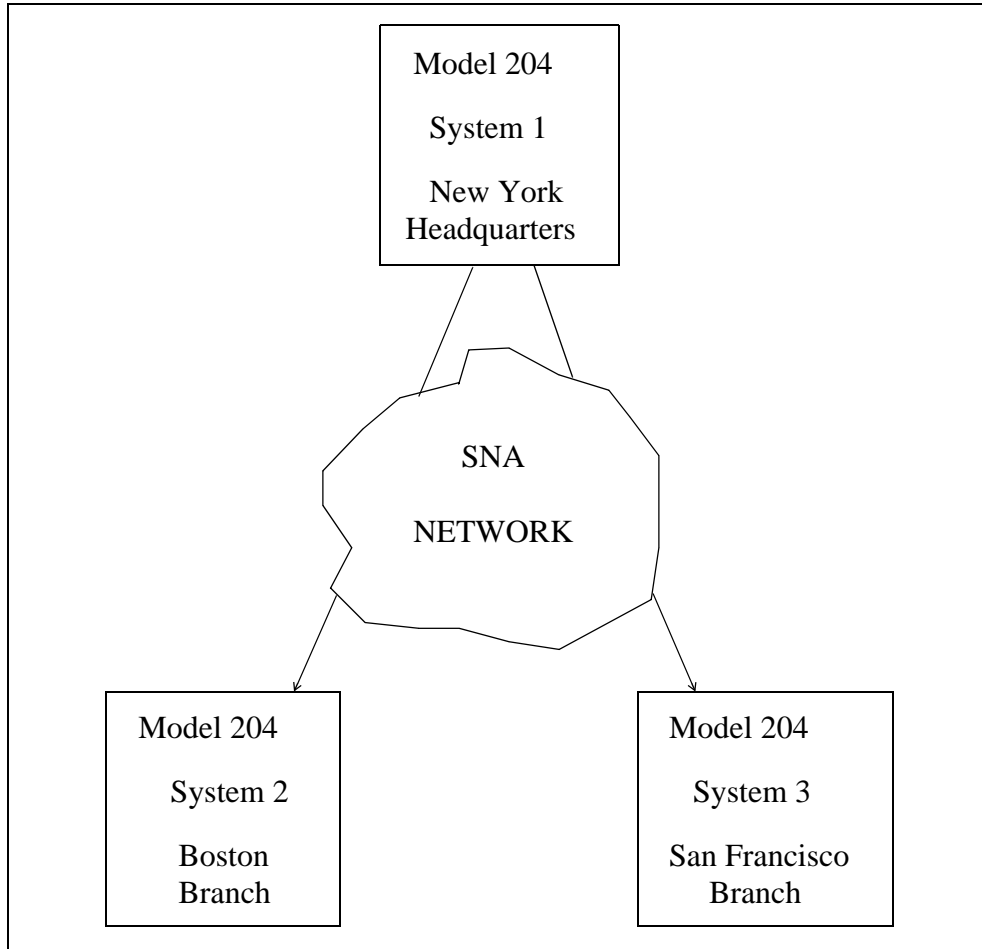 Model 204
System 1
New York
Headquarters
SNA
NETWORK
Model 204
System 2
Boston
Branch
Model 204
System 3
San Francisco
Branch